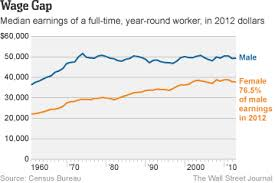 Wage Gap
Median earnings of a full-time, year-round worker, in 2012 dollars
$60,000
50,000
40,000
30,000
20,000
10,000
0
Male
Female
76.5%
of male
earnings
in 2012
1960 '70 '80 '90 2000 '10
Source: Census Bureau The Wall Street Journal